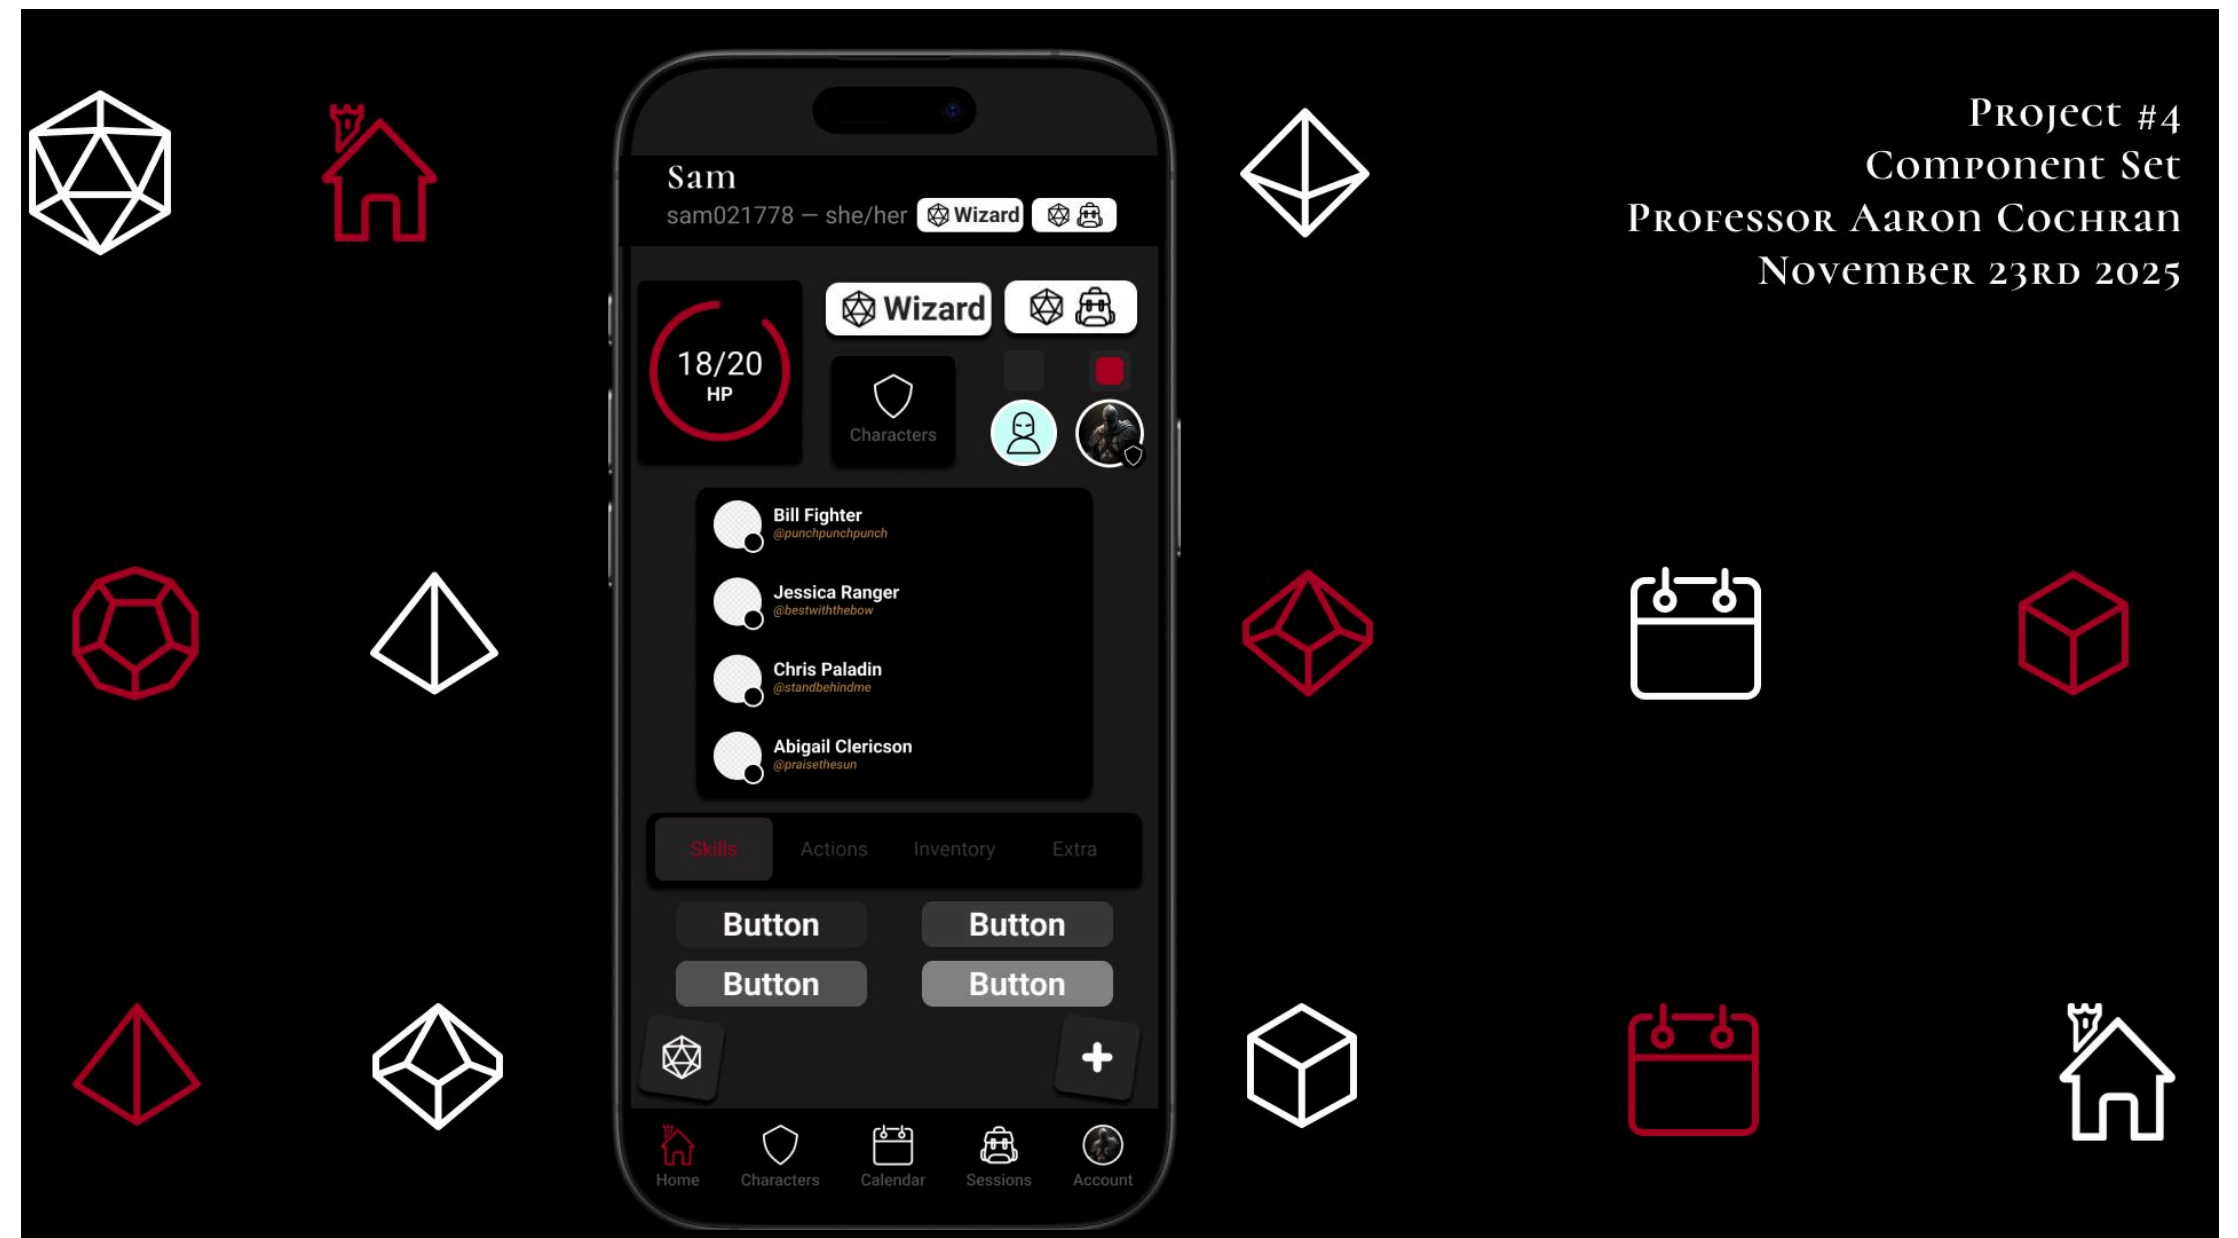 Project #4
Component Set
Professor Aaron Cochran
November 23rd 2025
Sam
sam021778 — she/her Wizard
18/20
HP
Wizard
Characters
Bill Fighter
@punchpunchpunch
Jessica Ranger
@bestwiththebow
Chris Paladin
@standbehindme
Abigail Clericson
@praisethesun
Skills Actions Inventory Extra
Button Button
Button Button
Home Characters Calendar Sessions Account